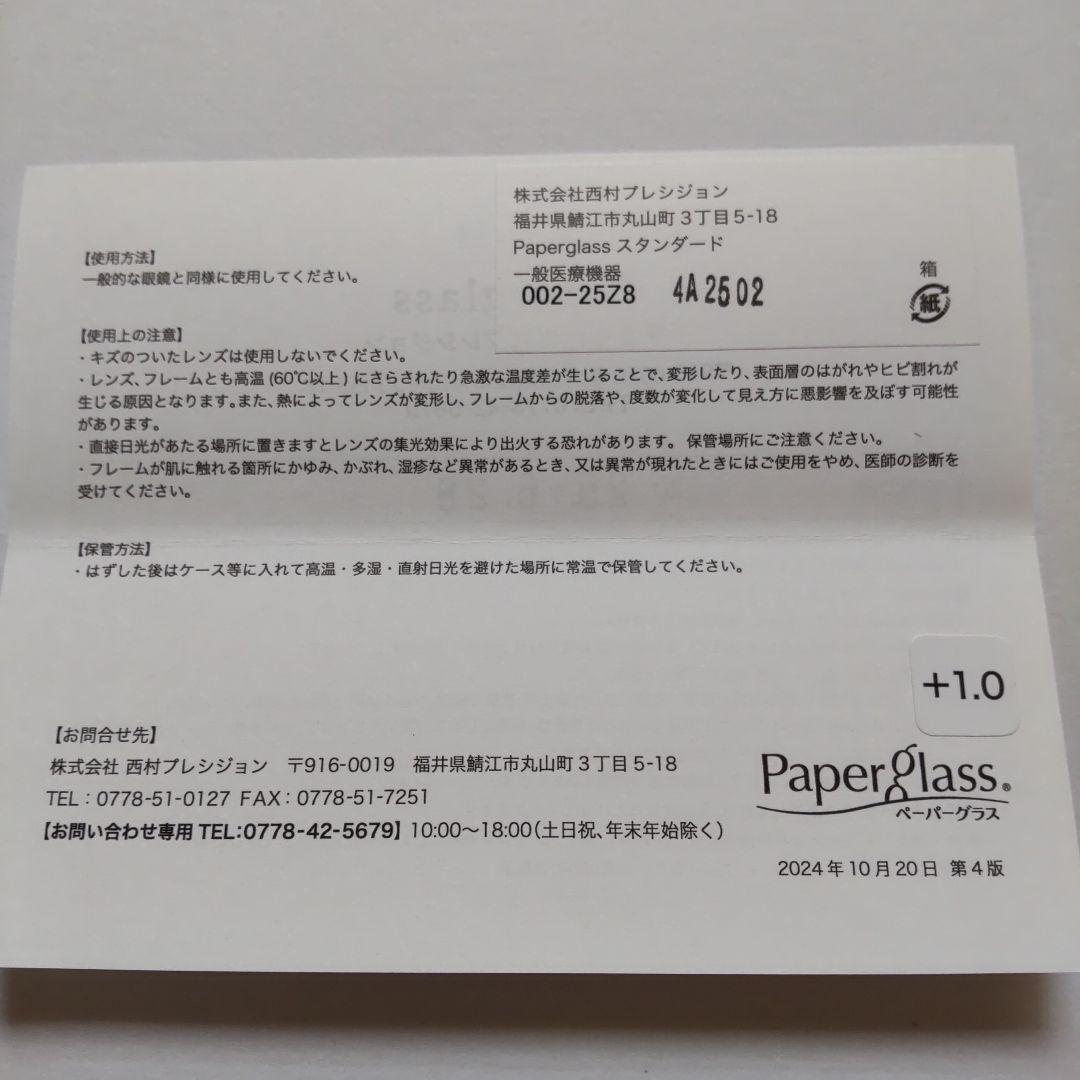 株式会社西村プレシジョン
福井県鯖江市丸山町3丁目5-18
Paperglass スタンダード
一般医療機器
002-25Z8 4A2502
箱
紙
【使用方法】
一般的な眼鏡と同様に使用してください。
【使用上の注意】
・キズのついたレンズは使用しないでください。
・レンズ、フレームとも高温(60℃以上)にさらされたり急激な温度差が生じることで、変形したり、表面層のはがれやヒビ割れが
生じる原因となります。また、熱によってレンズが変形し、フレームからの脱落や、度数が変化して見え方に悪影響を及ぼす可能性
があります。
・直接日光があたる場所に置きますとレンズの集光効果により出火する恐れがあります。保管場所にご注意ください。
・フレームが肌に触れる箇所にかゆみ、かぶれ、湿疹など異常があるとき、又は異常が現れたときにはご使用をやめ、医師の診断を
受けてください。
【保管方法】
・はずした後はケース等に入れて高温・多湿・直射日光を避けた場所に常温で保管してください。
+1.0
【お問合せ先】
株式会社 西村プレシジョン 〒916-0019 福井県鯖江市丸山町3丁目5-18
TEL：0778-51-0127 FAX：0778-51-7251
【お問い合わせ専用TEL:0778-42-5679】10:00～18:00（土日祝、年末年始除く）
Paperglass®
ペーパーグラス
2024年10月20日 第4版